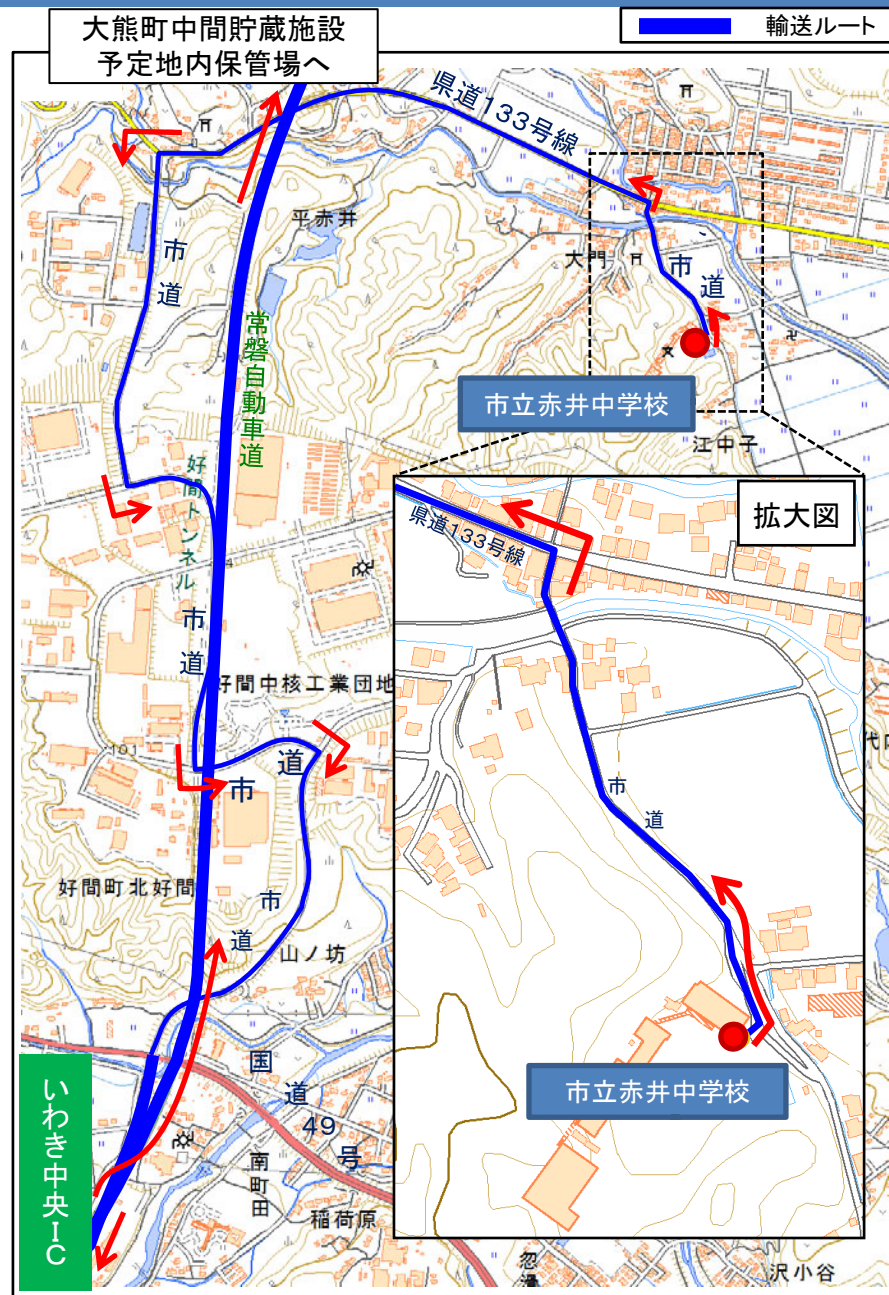 大熊町中間貯蔵施設
予定地内保管場へ
輸送ルート
県道133号線
平赤井
大門
市道
市道
常磐自動車道
市立赤井中学校
江中子
好間トンネル
拡大図
県道133号線
市道
好間中核工業団地
101
市道
市道
好間町北好間
市道
山ノ坊
市立赤井中学校
国道49号
いわき中央IC
南町田
稲荷原
沢小谷